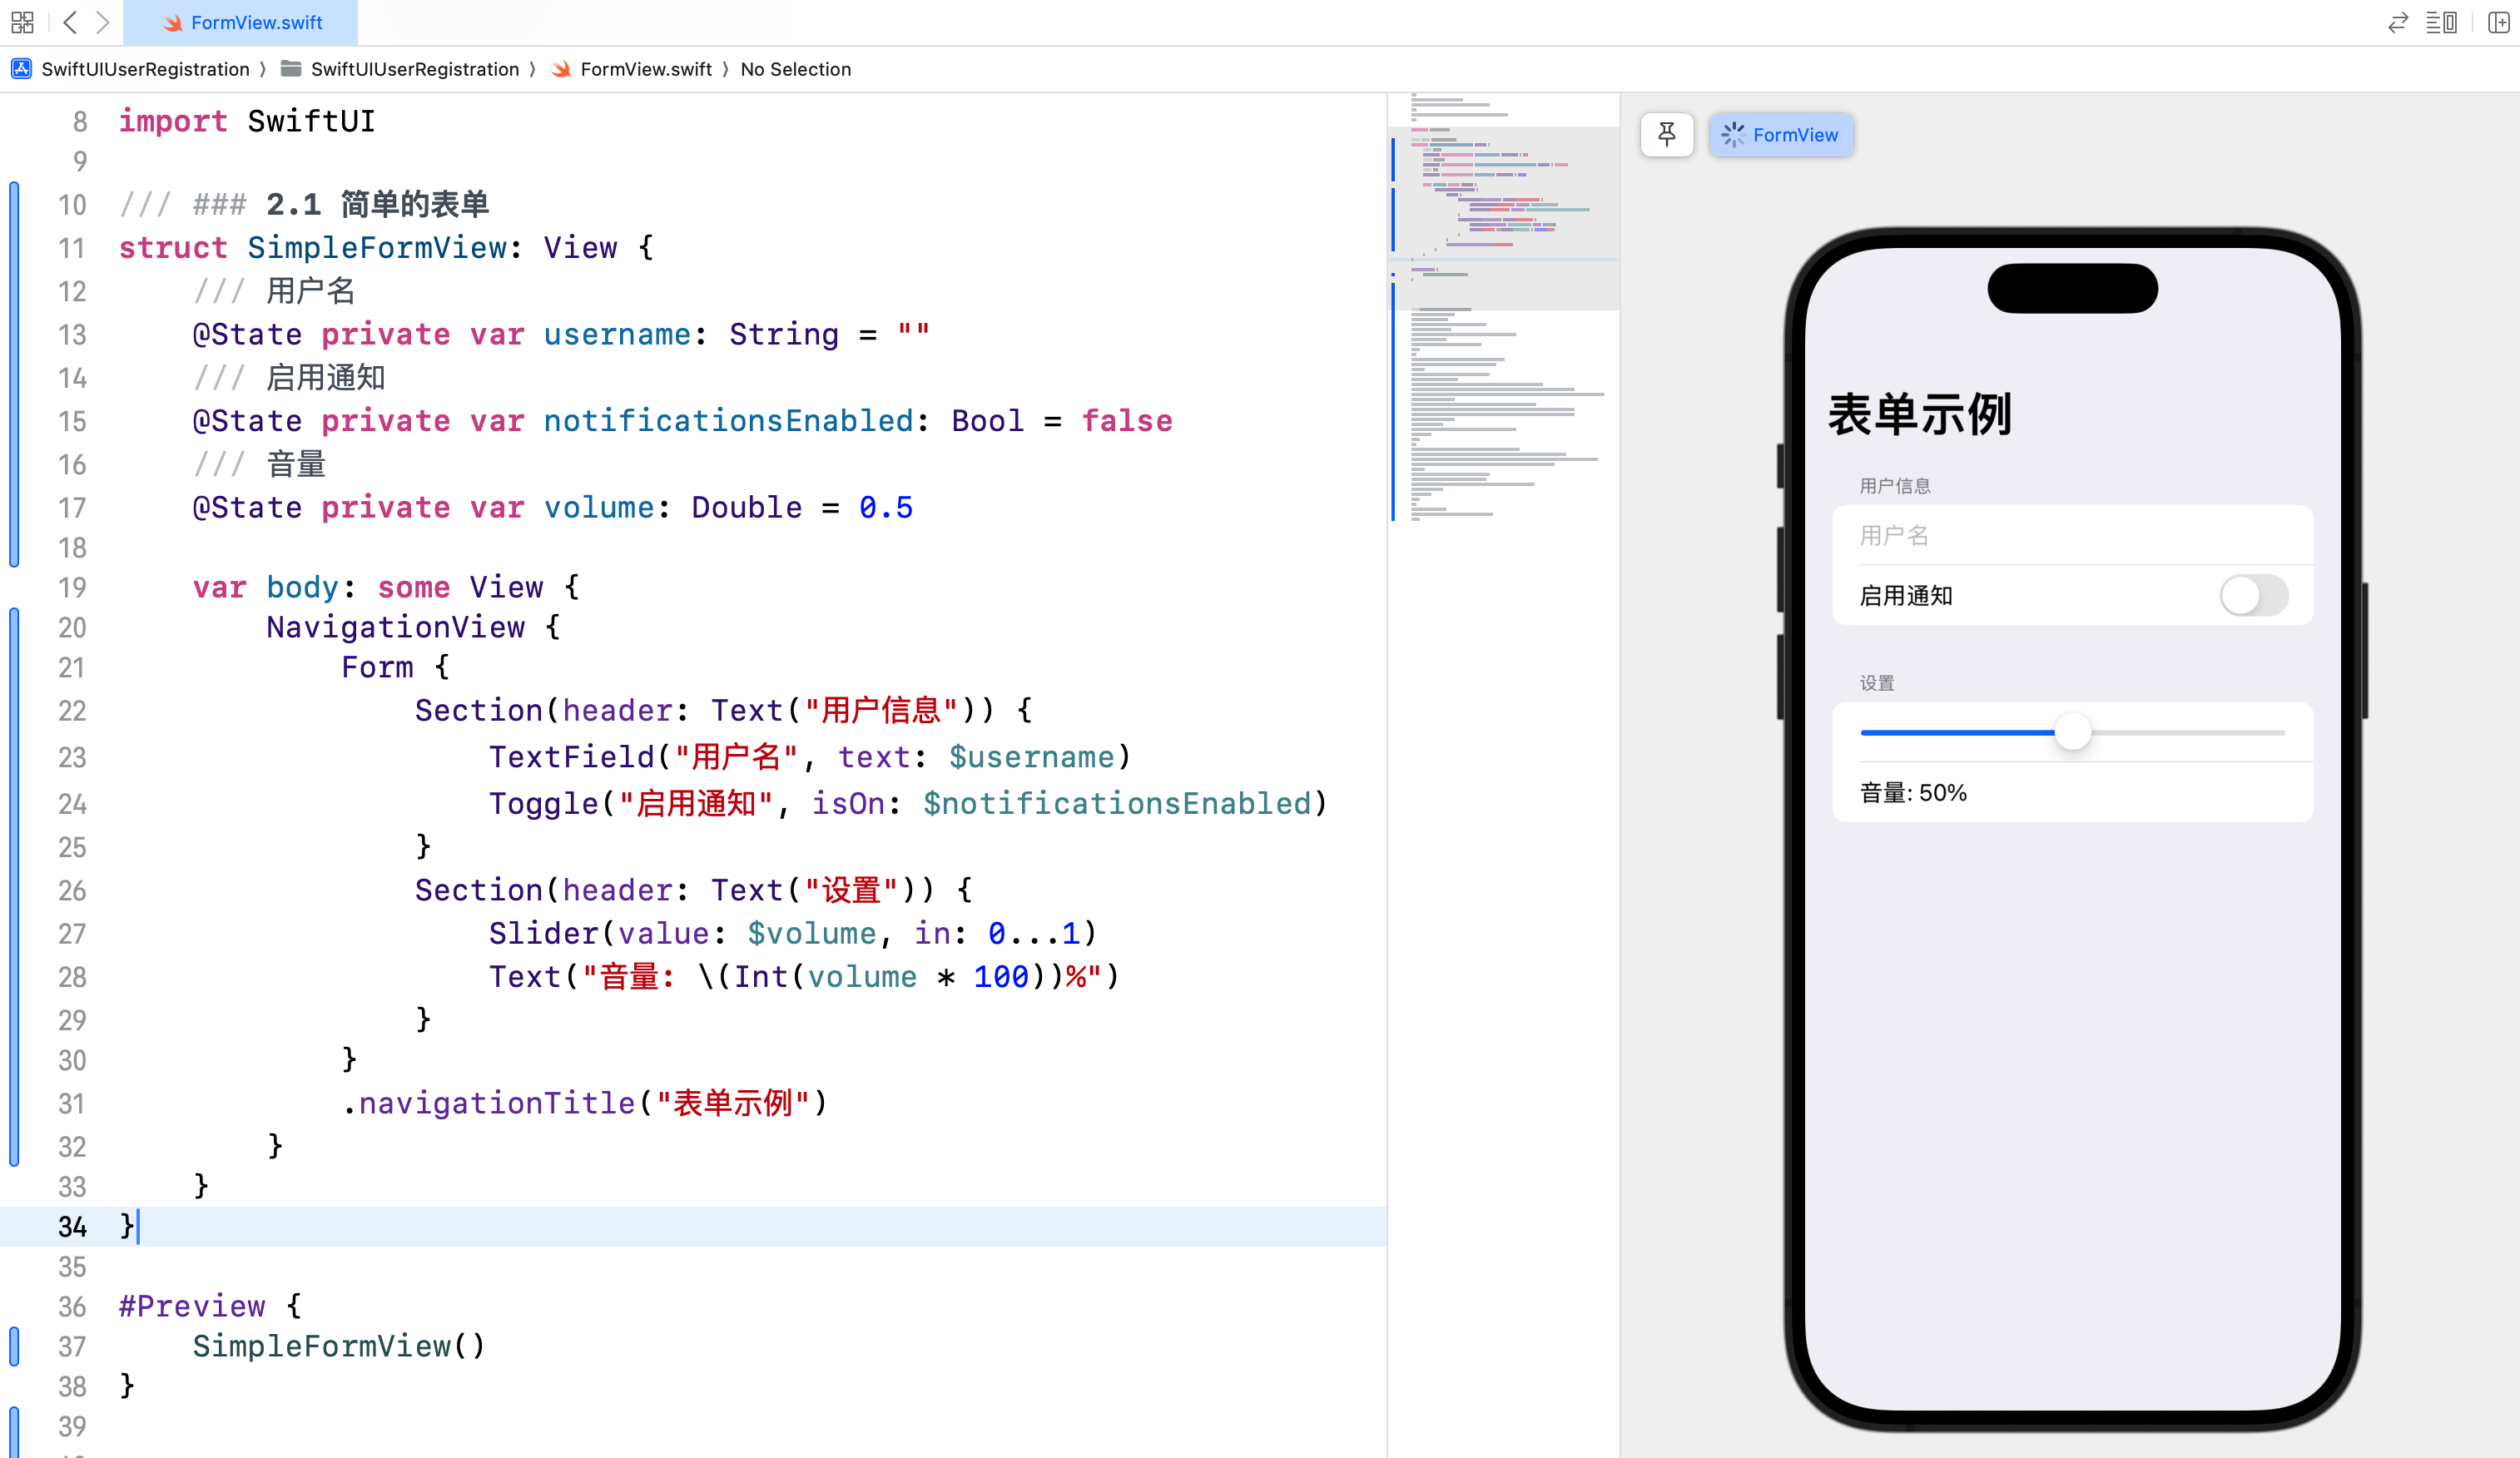 FormView.swift
SwiftUIUserRegistration 〉 SwiftUIUserRegistration 〉 FormView.swift 〉 No Selection
8 import SwiftUI
9
10 /// ### 2.1 简单的表单
11 struct SimpleFormView: View {
12 /// 用户名
13 @State private var username: String = ""
14 /// 启用通知
15 @State private var notificationsEnabled: Bool = false
16 /// 音量
17 @State private var volume: Double = 0.5
18
19 var body: some View {
20 NavigationView {
21 Form {
22 Section(header: Text("用户信息")) {
23 TextField("用户名", text: $username)
24 Toggle("启用通知", isOn: $notificationsEnabled)
25 }
26 Section(header: Text("设置")) {
27 Slider(value: $volume, in: 0...1)
28 Text("音量: \(Int(volume * 100))%")
29 }
30 }
31 .navigationTitle("表单示例")
32 }
33 }
34 }
35
36 #Preview {
37 SimpleFormView()
38 }
39
FormView
表单示例
用户信息
用户名
启用通知
设置
音量: 50%